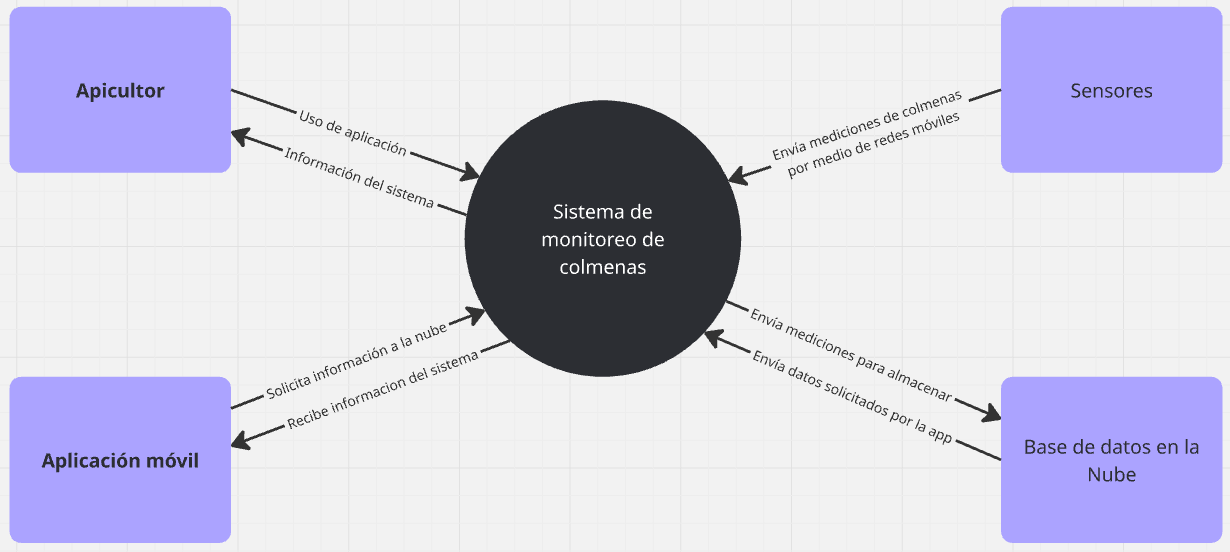 Apicultor
Sensores
Uso de aplicación
Información del sistema
Envía mediciones de colmenas
por medio de redes móviles
Sistema de
monitoreo de
colmenas
Solicita información a la nube
Recibe informacion del sistema
Envía mediciones para almacenar
Envía datos solicitados por la app
Aplicación móvil
Base de datos en la
Nube